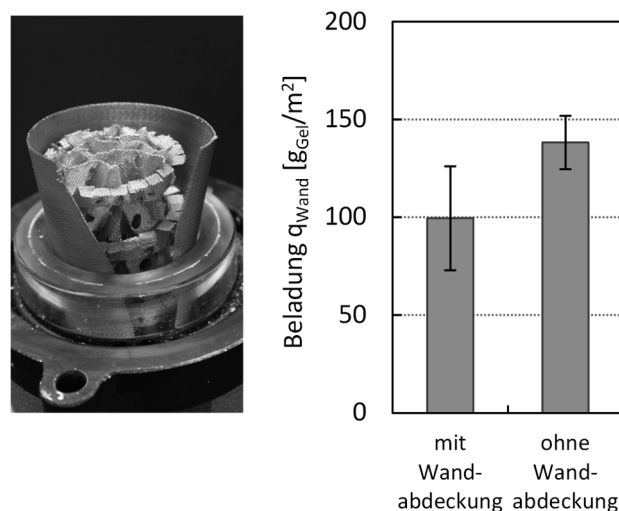 Beladung q_Wand [g_Gel/m²]
200
150
100
50
0
mit
Wand-
abdeckung
ohne
Wand-
abdeckung